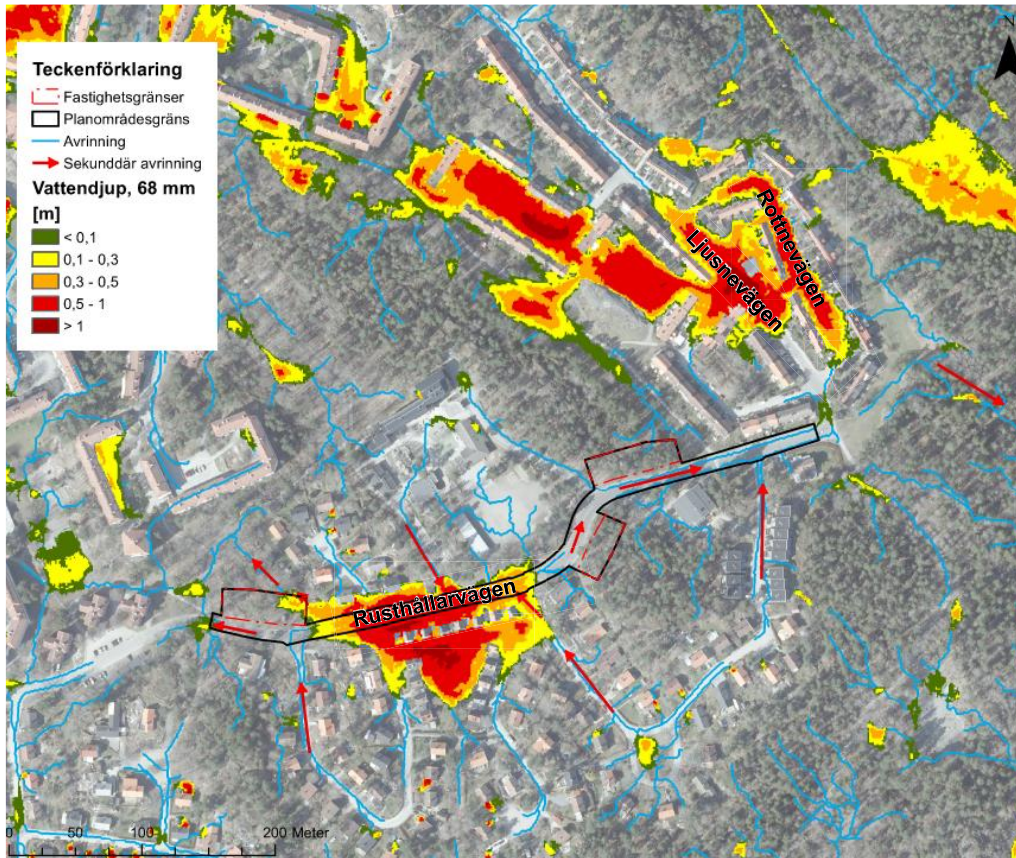 N
Teckenförklaring
Fastighetsgränser
Planområdesgräns
Avrinning
Sekunddär avrinning
Vattendjup, 68 mm
[m]
< 0,1
0,1 - 0,3
0,3 - 0,5
0,5 - 1
> 1
Rottnevägen
Ljusnevägen
Rusthållarvägen
0 50 100 200 Meter